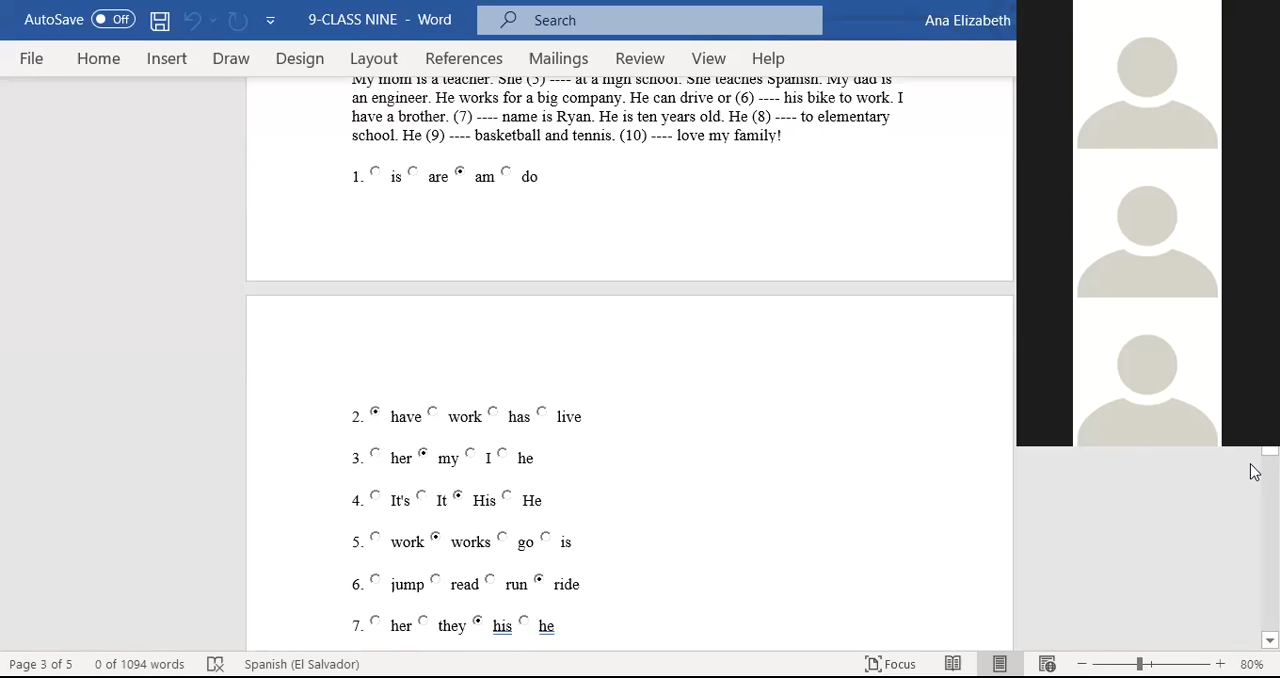 AutoSave Off 9-CLASS NINE - Word Search Ana Elizabeth
File Home Insert Draw Design Layout References Mailings Review View Help
My mom is a teacher. She (5) ---- at a high school. She teaches Spanish. My dad is
an engineer. He works for a big company. He can drive or (6) ---- his bike to work. I
have a brother. (7) ---- name is Ryan. He is ten years old. He (8) ---- to elementary
school. He (9) ---- basketball and tennis. (10) ---- love my family!
1. is are am do
2. have work has live
3. her my I he
4. It's It His He
5. work works go is
6. jump read run ride
7. her they his he
Page 3 of 5 0 of 1094 words Spanish (El Salvador) Focus 80%